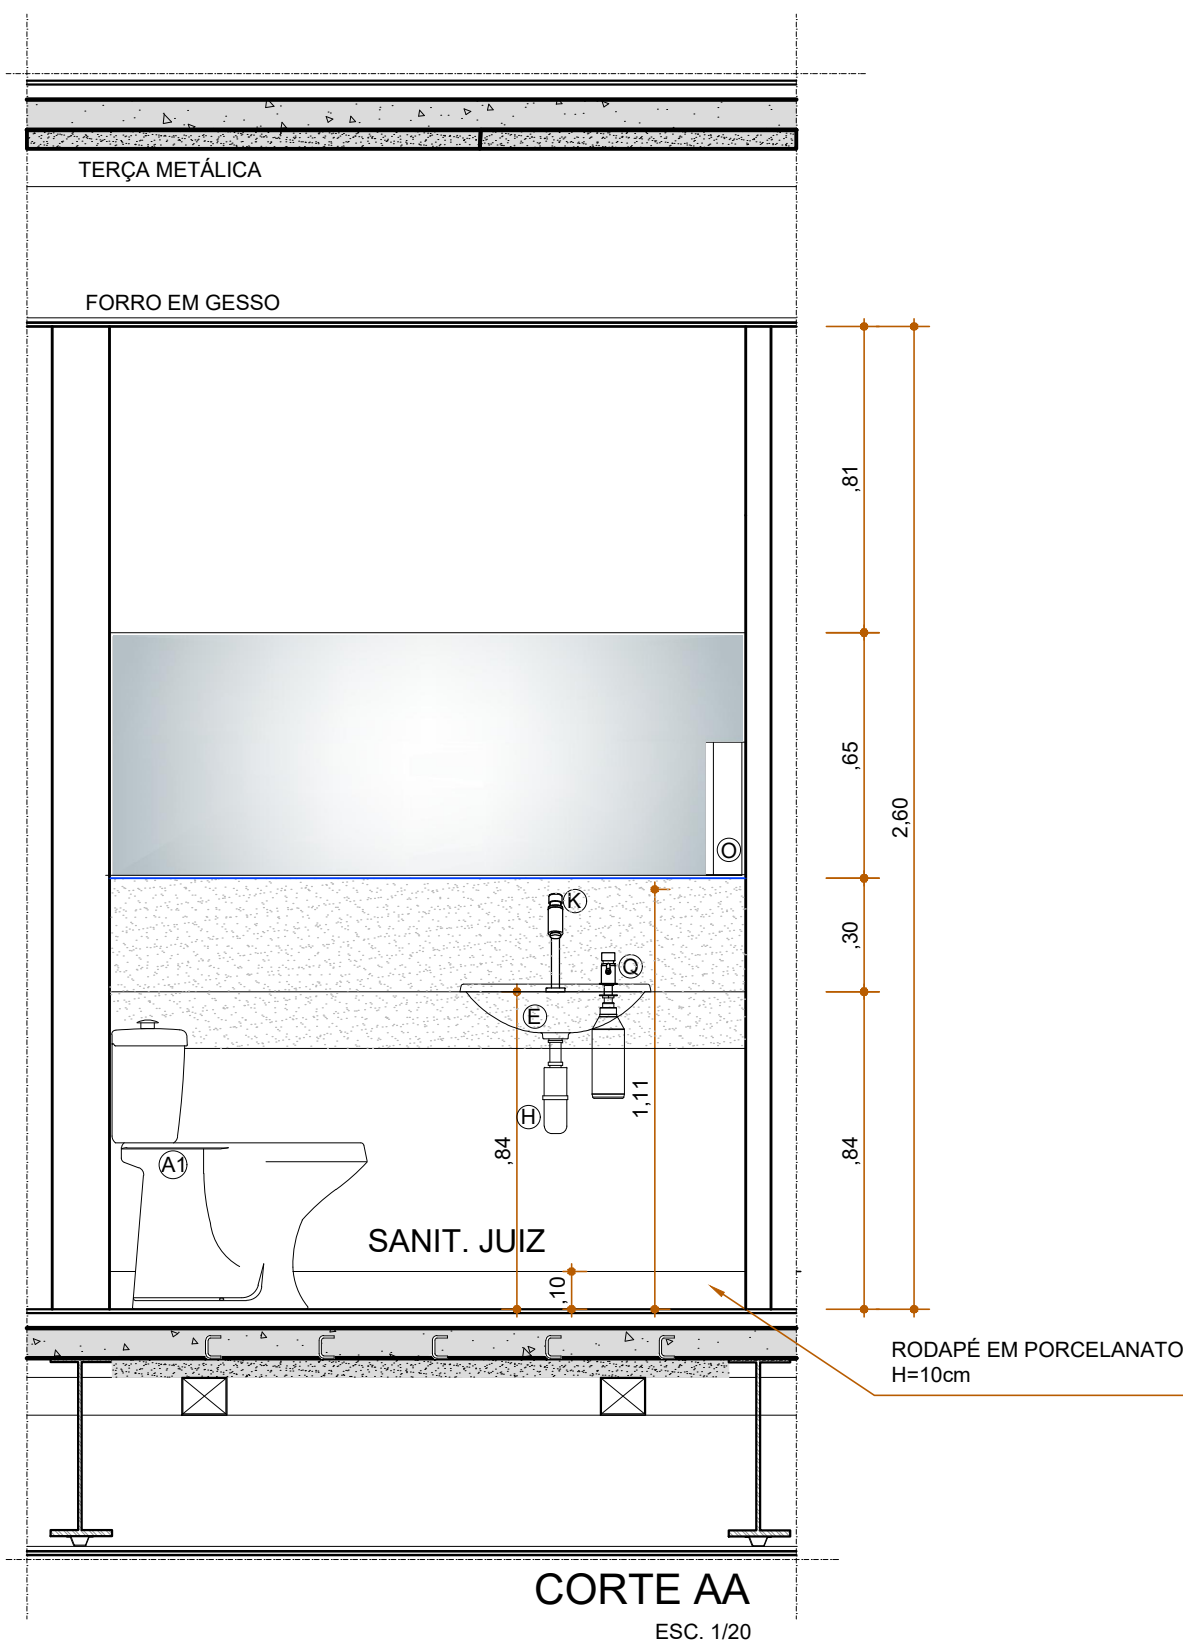 TERÇA METÁLICA
FORRO EM GESSO
,81
,65
2,60
O
K
,30
Q
E
1,11
H
,84
,84
A1
SANIT. JUIZ
,10
RODAPÉ EM PORCELANATO
H=10cm
CORTE AA
ESC. 1/20